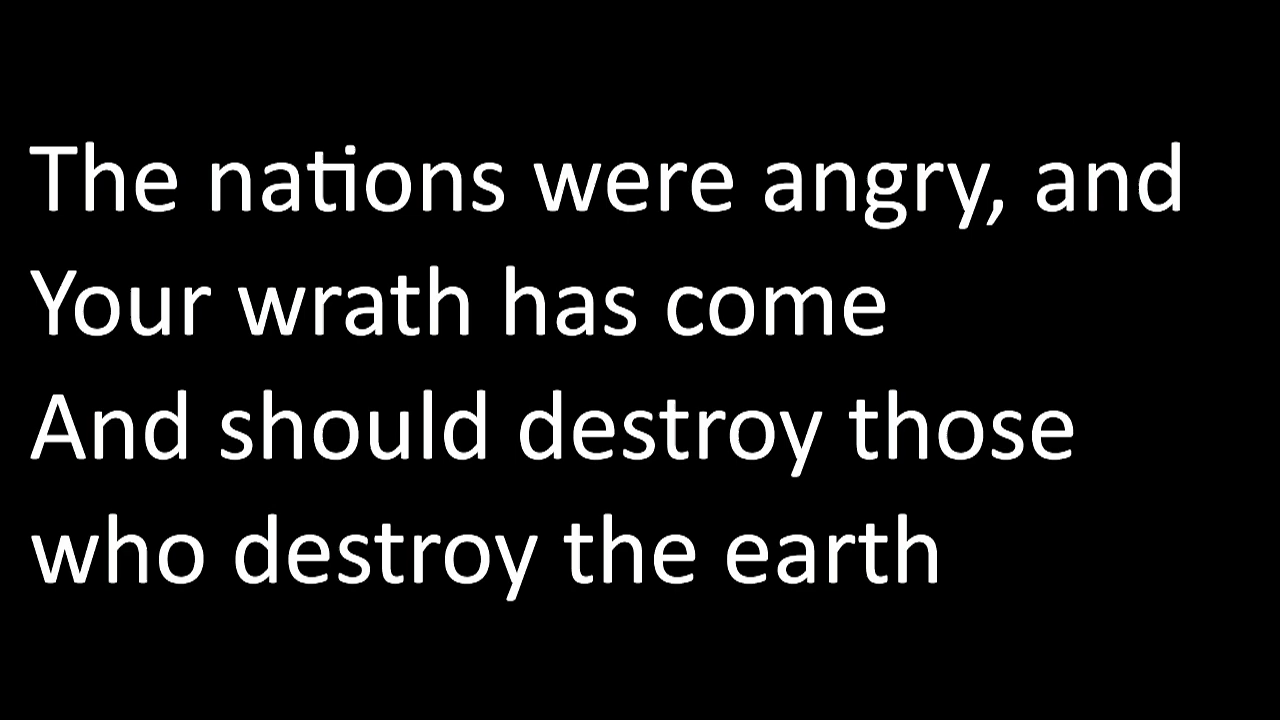 The nations were angry, and
Your wrath has come
And should destroy those
who destroy the earth